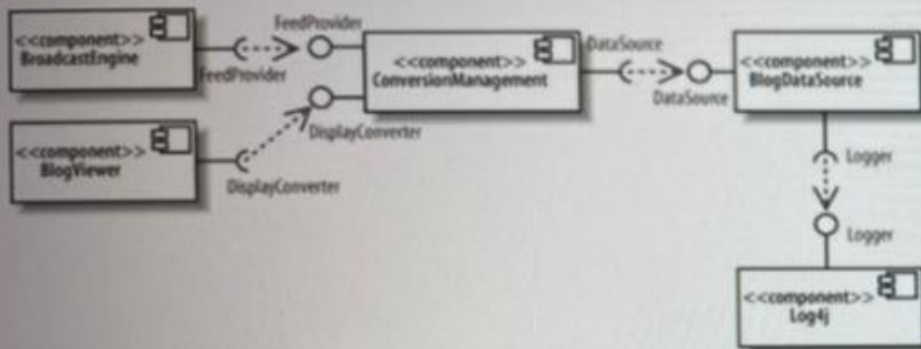 <<component>>
BroadcastEngine
FeedProvider
FeedProvider
<<component>>
ConversionManagement
DataSource
DataSource
<<component>>
BlogDataSource
<<component>>
BlogViewer
DisplayConverter
DisplayConverter
Logger
Logger
<<component>>
Log4j